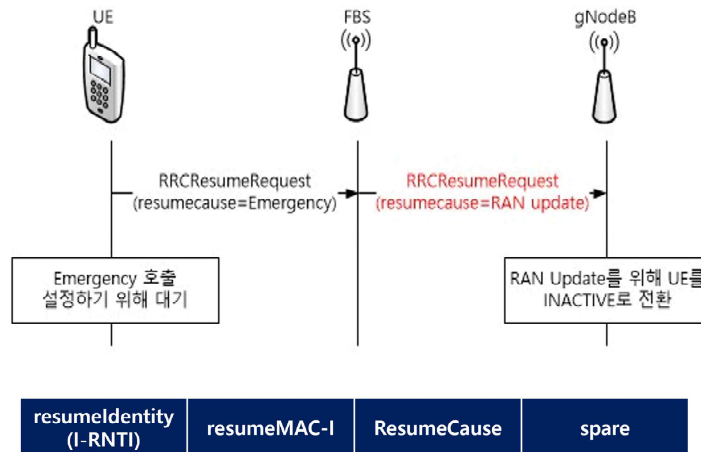 UE
FBS
gNodeB
RRCResumeRequest
(resumecause=Emergency)
RRCResumeRequest
(resumecause=RAN update)
Emergency 호출
설정하기 위해 대기
RAN Update를 위해 UE를
INACTIVE로 전환
resumeIdentity
(I-RNTI)
resumeMAC-I
ResumeCause
spare